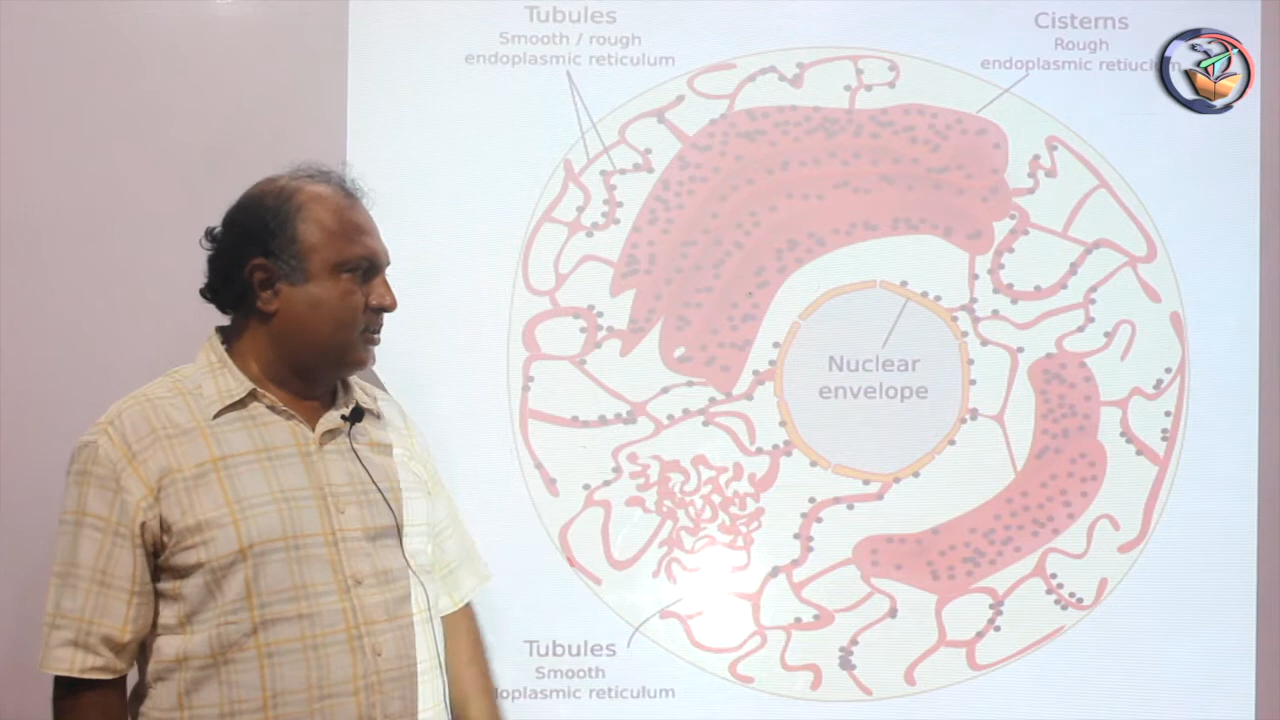 Tubules
Smooth / rough
endoplasmic reticulum
Cisterns
Rough
endoplasmic
Nuclear
envelope
Tubules
Smooth
reticulum